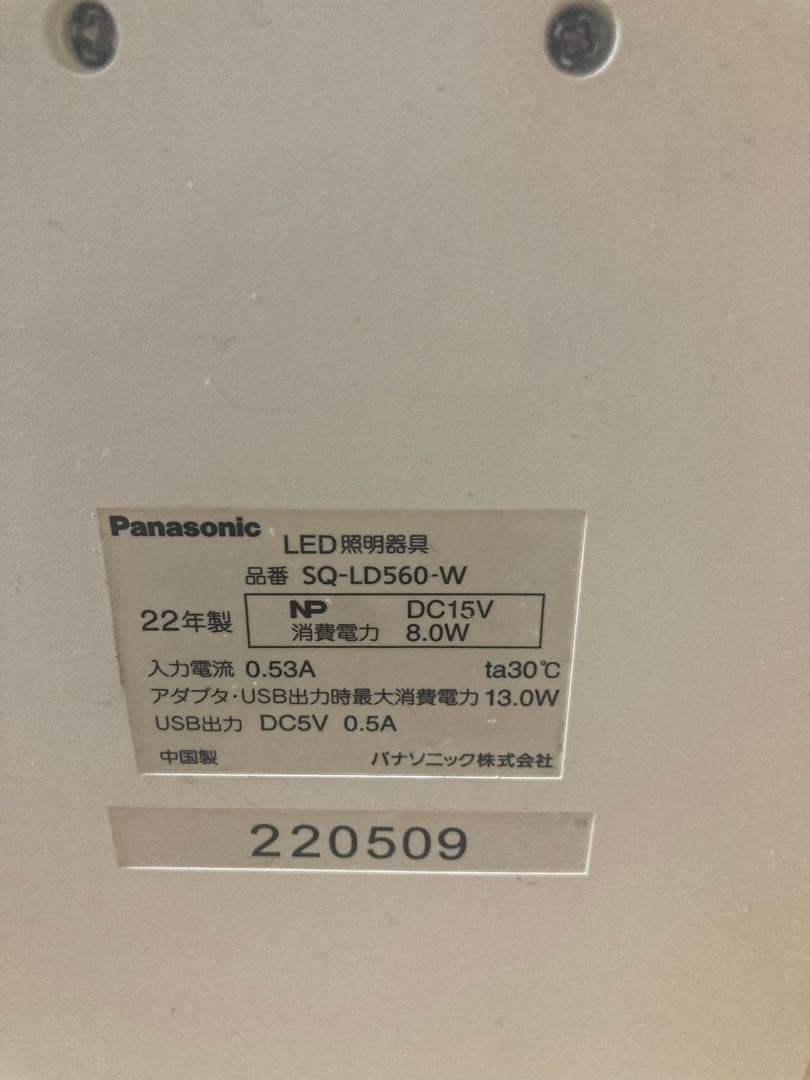 Panasonic
LED照明器具
品番 SQ-LD560-W
22年製
NP DC15V
消費電力 8.0W
入力電流 0.53A ta30℃
アダプタ・USB出力時最大消費電力 13.0W
USB出力 DC5V 0.5A
中国製 パナソニック株式会社
220509